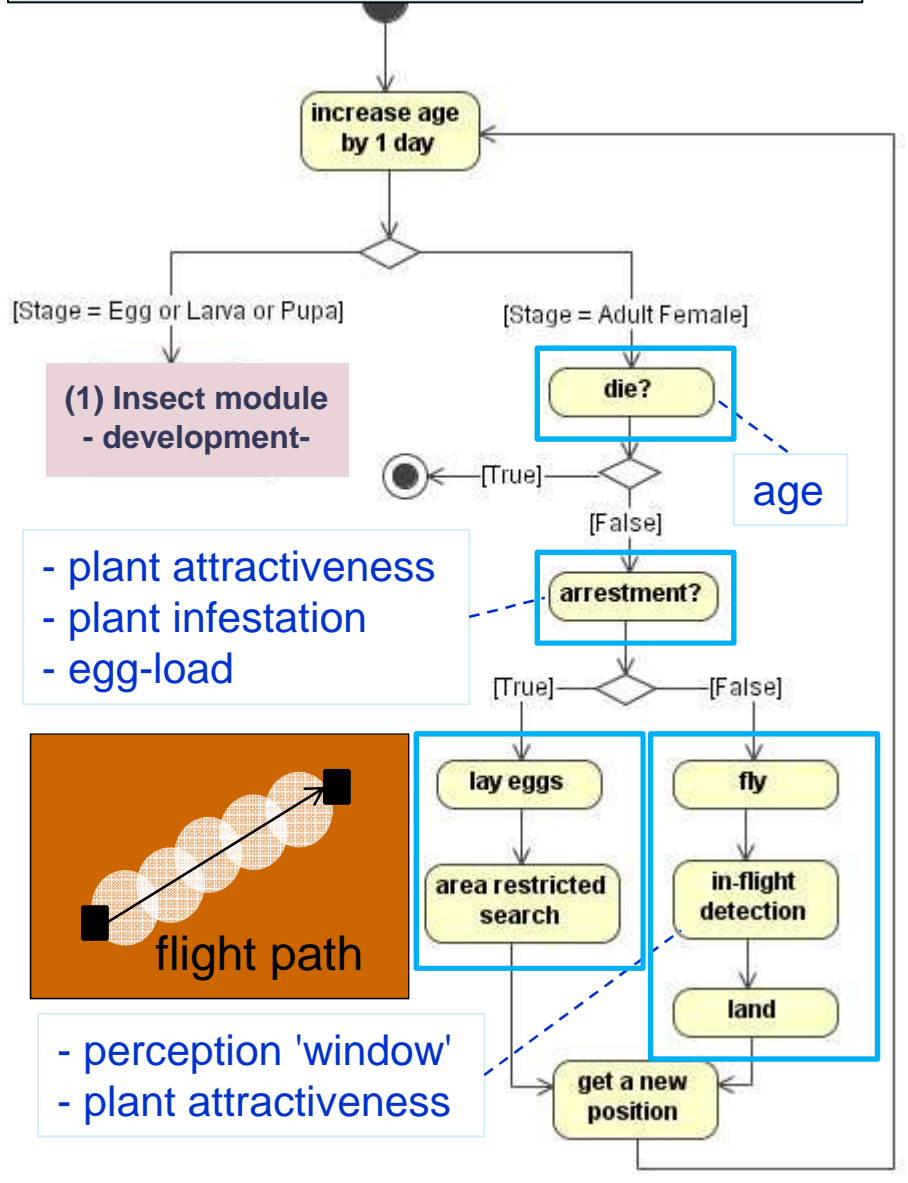 increase age
by 1 day
[Stage = Egg or Larva or Pupa]
[Stage = Adult Female]
(1) Insect module
- development-
die?
[True]
age
[False]
- plant attractiveness
- plant infestation
- egg-load
arrestment?
[True]
[False]
lay eggs
fly
area restricted
search
in-flight
detection
flight path
land
- perception 'window'
- plant attractiveness
get a new
position